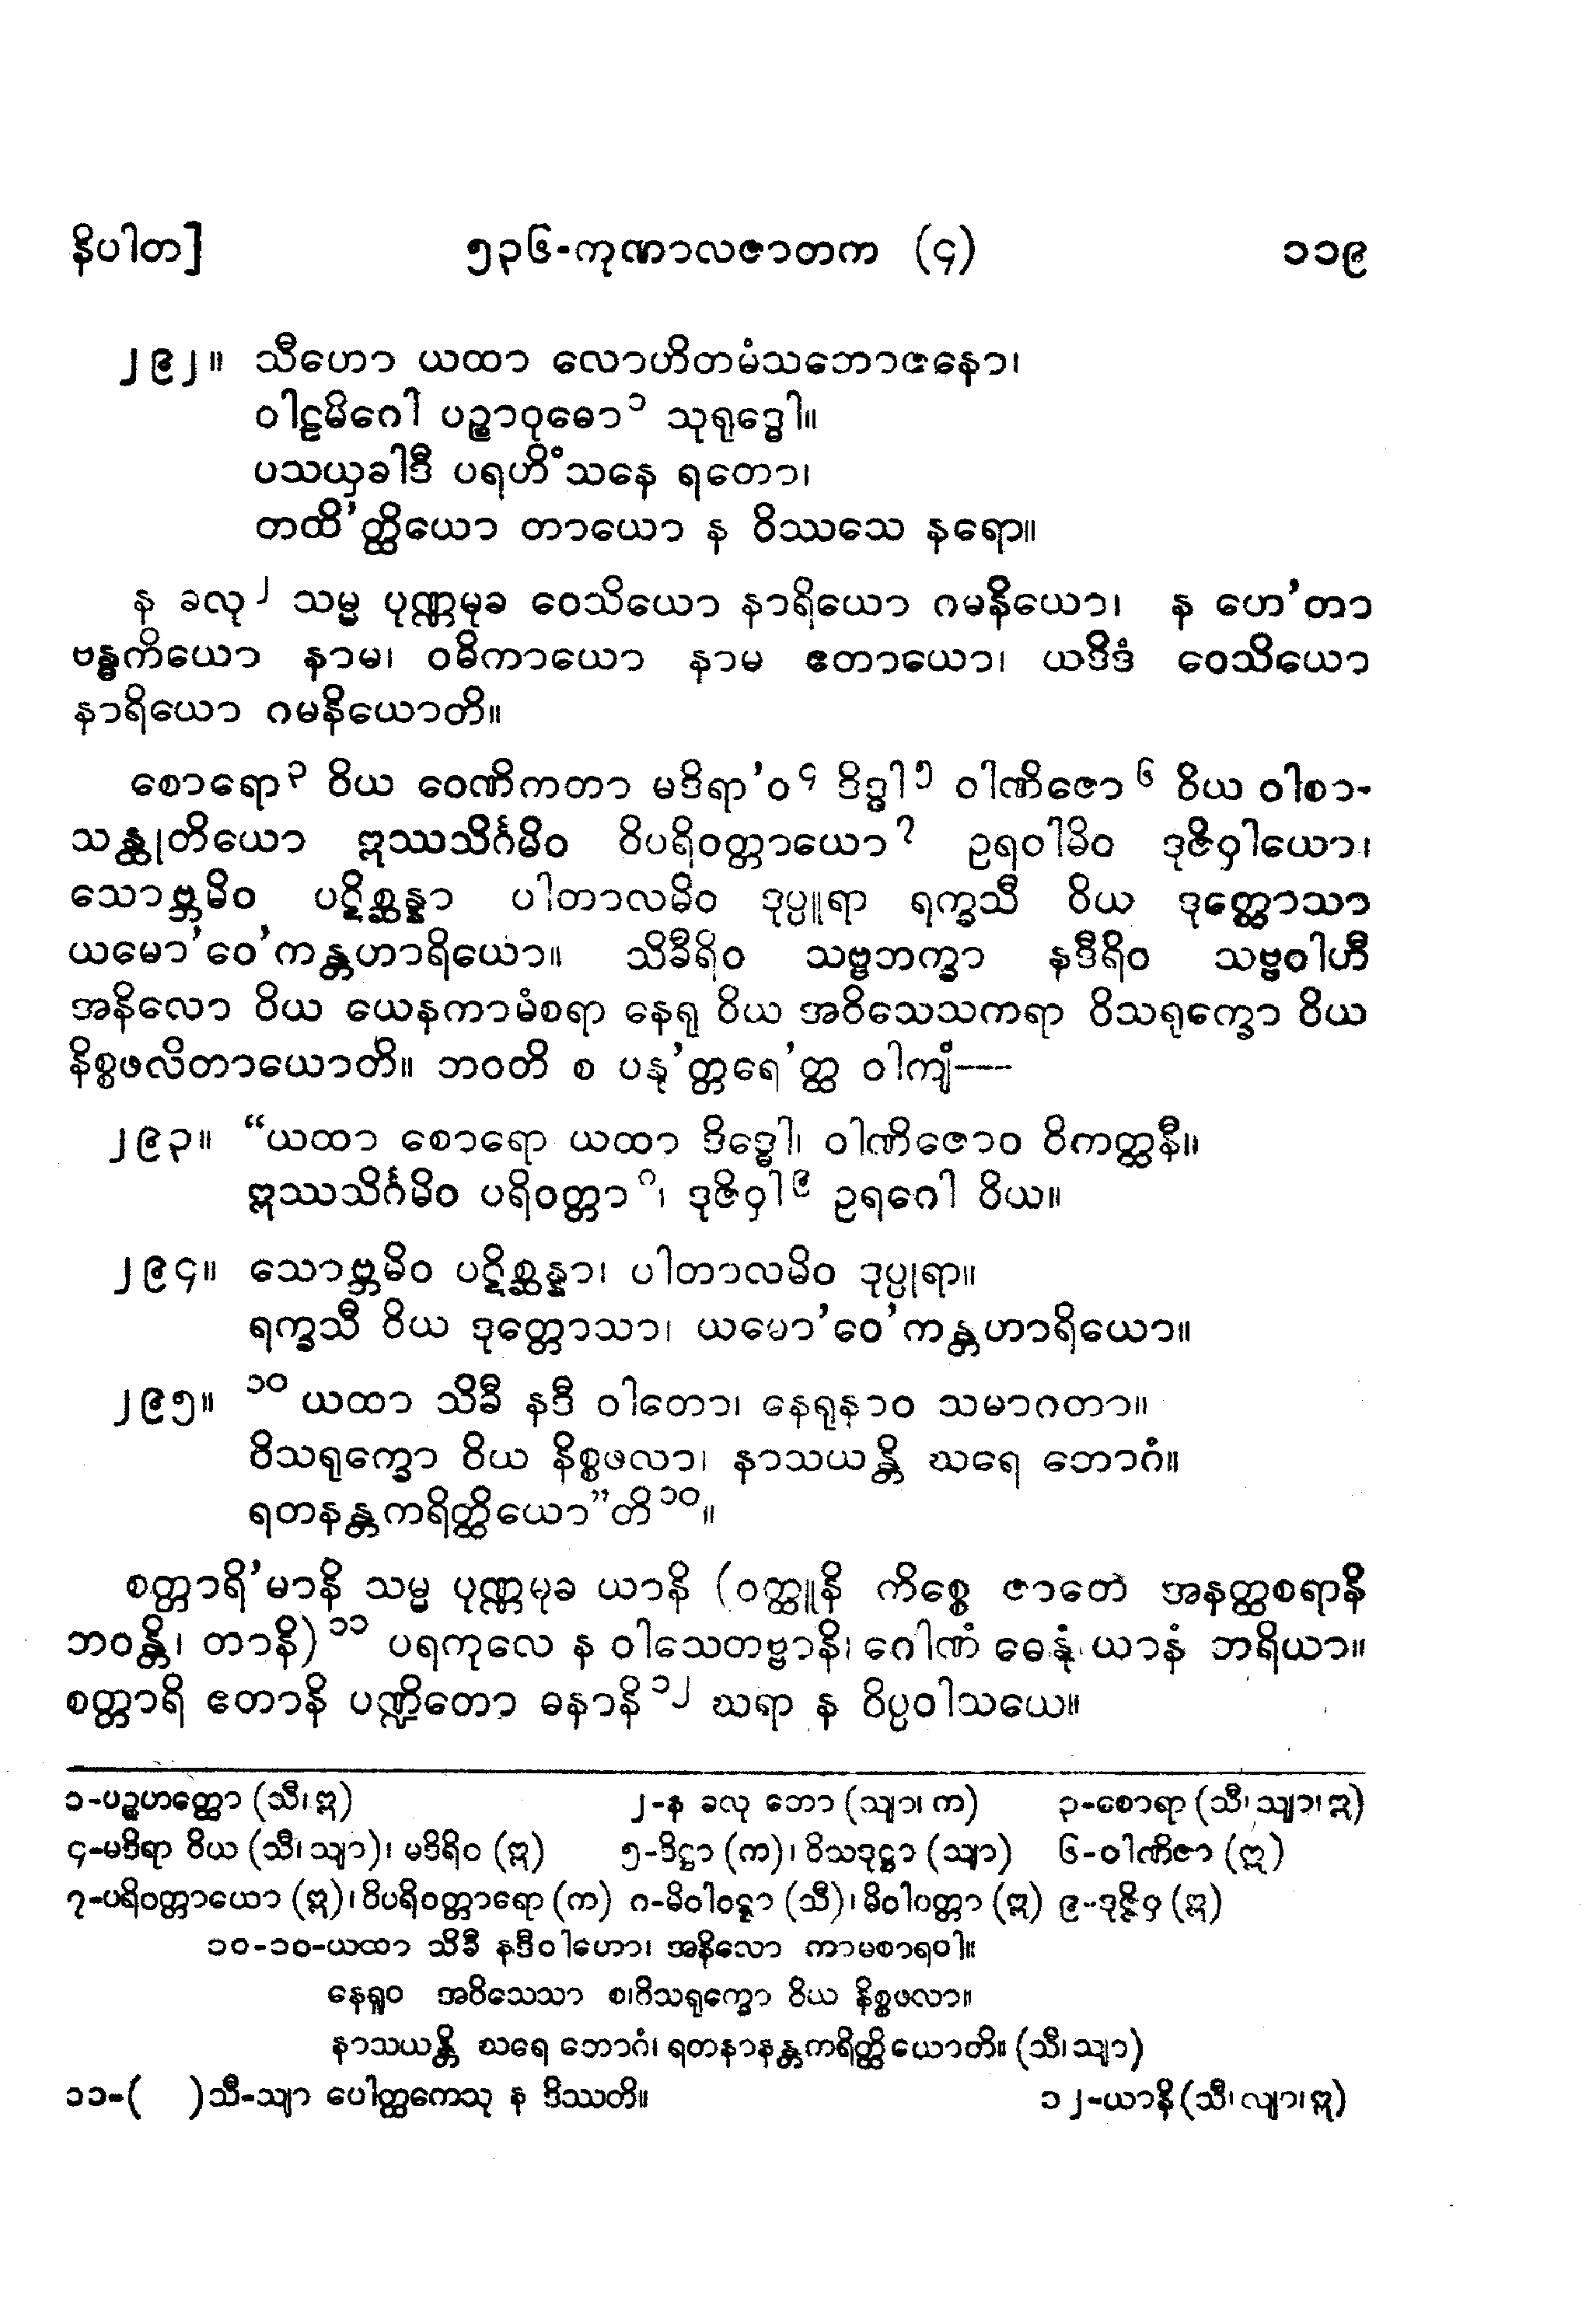 နိပါတ] ၅၃၆-ကုဏာလဇာတက (၄) ၁၁၉
၂၉၂။ သီဟော ယထာ လောဟိတမံသဘောဇနော၊
ဝါဠမိဂေါ ပဉ္စာဝုဓော၁ သုရုဒ္ဓေါ။
ပသယှခါဒီ ပရဟိံသနေ ရတော၊
တထိ’တ္ထိယော တာယော န ဝိဿသေ နရော။
န ခလု၂ သမ္မ ပုဏ္ဏမုခ ဝေသိယော နာရိယော ဂမနိယော၊ န ဟေ’တာ
ဗန္ဓကိယော နာမ၊ ဝဓိကာယော နာမ ဧတာယော၊ ယဒိဒံ ဝေသိယော
နာရိယော ဂမနိယောတိ။
စောရော၃ ဝိယ ဝေဏိကတာ မဒိရာ’ဝ၄ ဒိဒ္ဓါ၅ ဝါဏိဇော၆ ဝိယ ဝါစာ-
သန္ထုတိယော ဣဿသိင်္ဂမိဝ ဝိပရိဝတ္တာယော၇ ဥရဝါမိဝ ဒုဇိဝှါယော၊
သောဗ္ဘမိဝ ပဋိစ္ဆန္နာ ပါတာလမိဝ ဒုပ္ပူရာ ရက္ခသီ ဝိယ ဒုတ္တောသာ
ယမော’ဝေ’ကန္တဟာရိယော။ သိခီရိဝ သဗ္ဗဘက္ခာ နဒီရိဝ သဗ္ဗဝါဟီ
အနိလော ဝိယ ယေနကာမံစရာ နေရု ဝိယ အဝိသေသကရာ ဝိသရုက္ခော ဝိယ
နိစ္စဖလိတာယောတိ။ ဘဝတိ စ ပနု’တ္တရေ’တ္ထ ဝါကျံ----
၂၉၃။ “ယထာ စောရော ယထာ ဒိဒ္ဓေါ၊ ဝါဏိဇောဝ ဝိကတ္ထနီ။
ဣဿသိင်္ဂမိဝ ပရိဝတ္တာ၈၊ ဒုဇိဝှါ၉ ဥရဂေါ ဝိယ။
၂၉၄။ သောဗ္ဘမိဝ ပဋိစ္ဆန္နာ၊ ပါတာလမိဝ ဒုပ္ပုရာ။
ရက္ခသီ ဝိယ ဒုတ္တောသာ၊ ယမော’ဝေ’ကန္တဟာရိယော။
၂၉၅။ ၁၀ယထာ သိခီ နဒီ ဝါတော၊ နေရုနာဝ သမာဂတာ။
ဝိသရုက္ခော ဝိယ နိစ္စဖလာ၊ နာသယန္တိ ဃရေ ဘောဂံ။
ရတနန္တကရိတ္ထိယော”တိ၁၀။
စတ္တာရိ’မာနိ သမ္မ ပုဏ္ဏမုခ ယာနိ (ဝတ္ထူနိ ကိစ္စေ ဇာတေ အနတ္ထစရာနိ
ဘဝန္တိ၊ တာနိ)၁၁ ပရကုလေ န ဝါသေတဗ္ဗာနိ၊ ဂေါဏံ ဓေနုံ ယာနံ ဘရိယာ။
စတ္တာရိ ဧတာနိ ပဏ္ဍိတော ဓနာနိ၁၂ ဃရာ န ဝိပ္ပဝါသယေ။
၁-ပဉ္စဟတ္ထော (သီ၊ ဣ) ၂-န ခလု ဘော (သျာ၊ က) ၃-စောရာ (သီ၊ သျာ၊ ဣ)
၄-မဒိရာ ဝိယ (သီ၊ သျာ)၊ မဒိရိဝ (ဣ) ၅-ဒိဋ္ဌာ (က)၊ ဝိသဒုဋ္ဌာ (သျာ) ၆-ဝါဏိဇာ (ဣ)
၇-ပရိဝတ္တာယော (ဣ)၊ ဝိပရိဝတ္တာရော (က) ၈-မိဝါဝဋ္ဋာ (သီ)၊ မိဝါဝတ္တာ (ဣ) ၉-ဒုဇ္ဇိဝှ (ဣ)
၁၀-၁၀-ယထာ သိခီ နဒီဝါဟော၊ အနိလော ကာမစာရဝါ။
နေရူဝ အဝိသေသာ စ၊ ဝိသရုက္ခော ဝိယ နိစ္စဖလာ။
နာသယန္တိ ဃရေ ဘောဂံ၊ ရတနာနန္တကရိတ္ထိယောတိ။ (သီ၊ သျာ)
၁၁-( ) သီ-သျာ ပေါတ္ထကေသု န ဒိဿတိ။ ၁၂-ယာနိ (သီ၊ လျာ၊ ဣ)